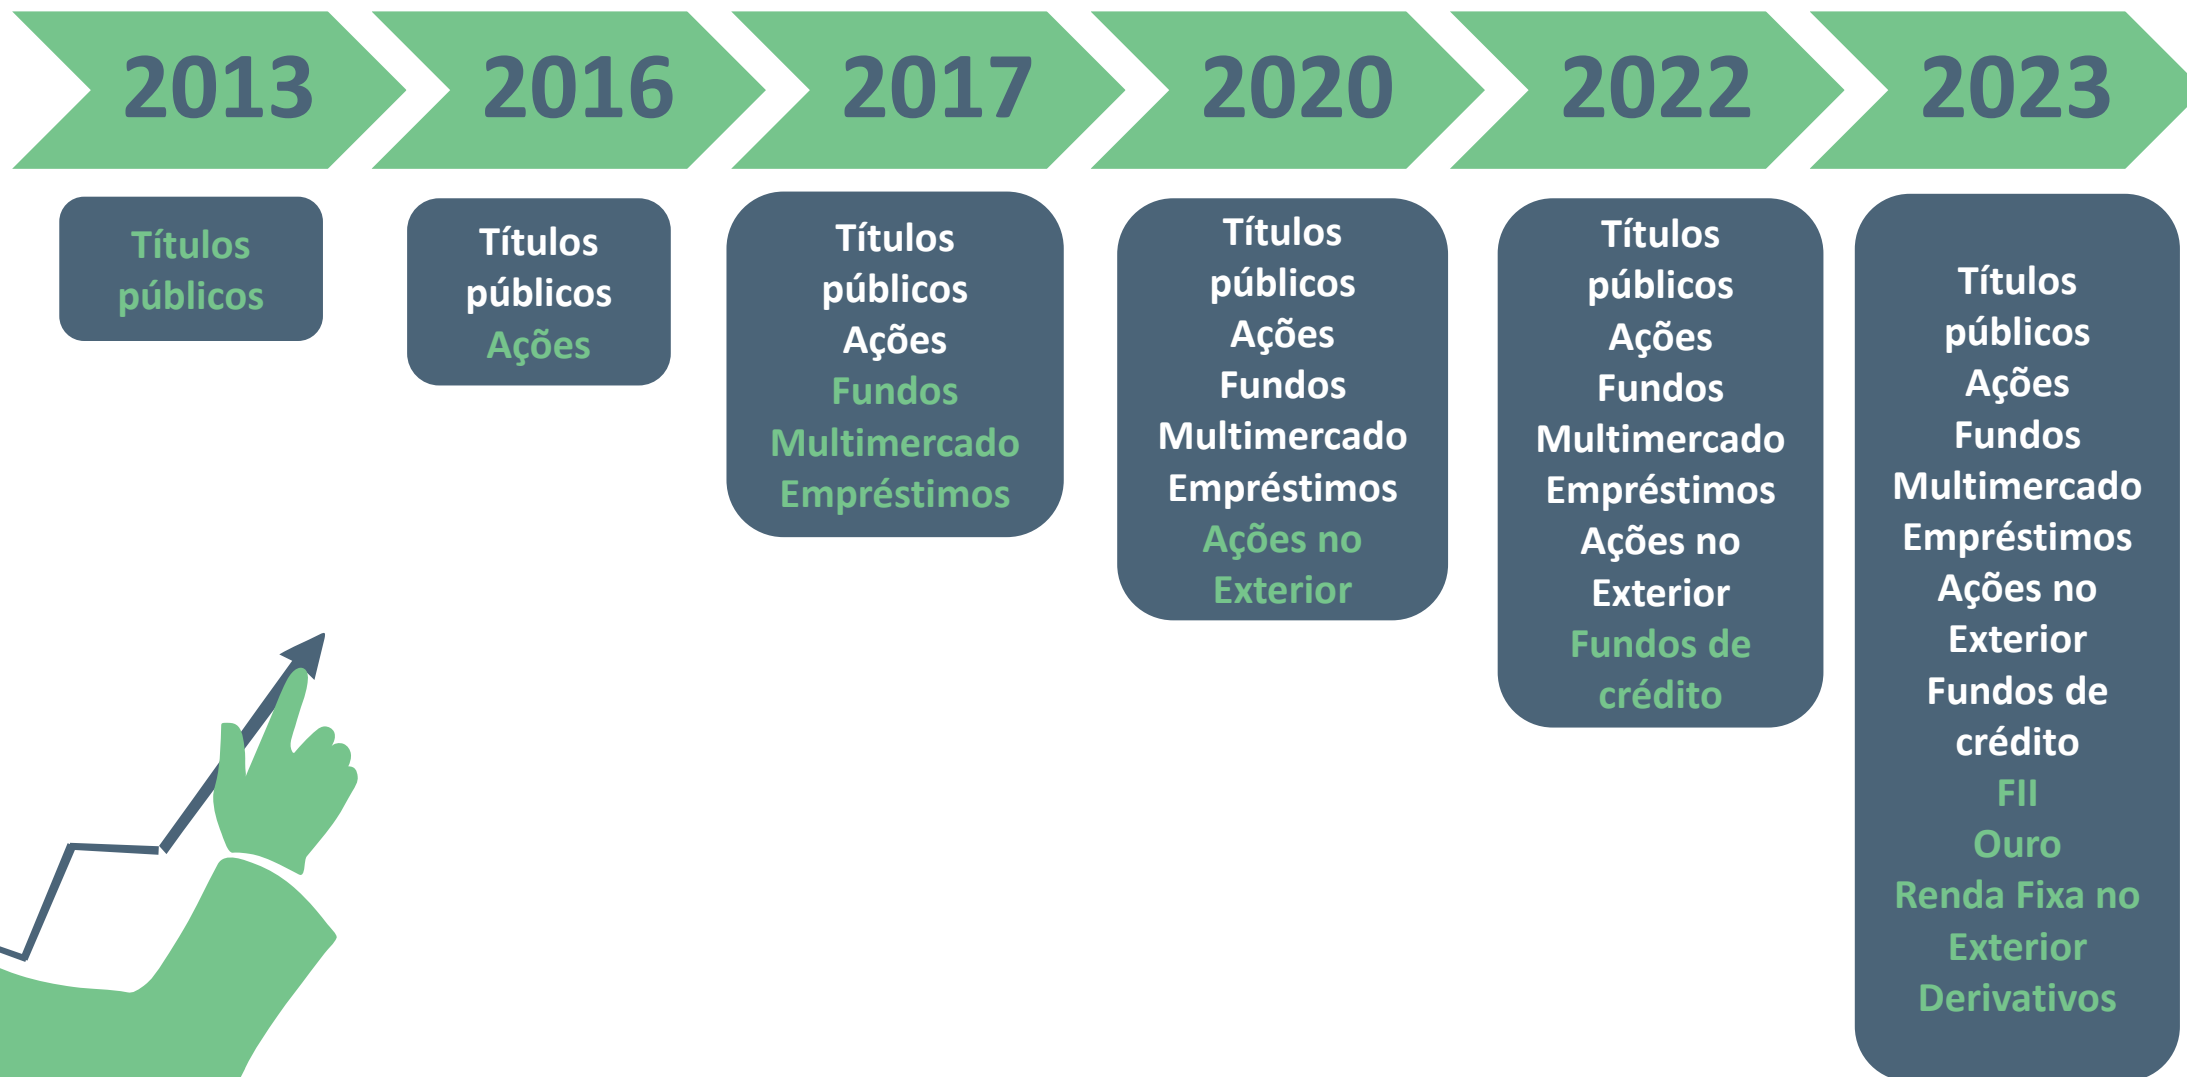 2013
2016
2017
2020
2022
2023
Títulos
públicos
Títulos
públicos
Ações
Títulos
públicos
Ações
Fundos
Multimercado
Empréstimos
Títulos
públicos
Ações
Fundos
Multimercado
Empréstimos
Ações no
Exterior
Títulos
públicos
Ações
Fundos
Multimercado
Empréstimos
Ações no
Exterior
Fundos de
crédito
Títulos
públicos
Ações
Fundos
Multimercado
Empréstimos
Ações no
Exterior
Fundos de
crédito
FII
Ouro
Renda Fixa no
Exterior
Derivativos